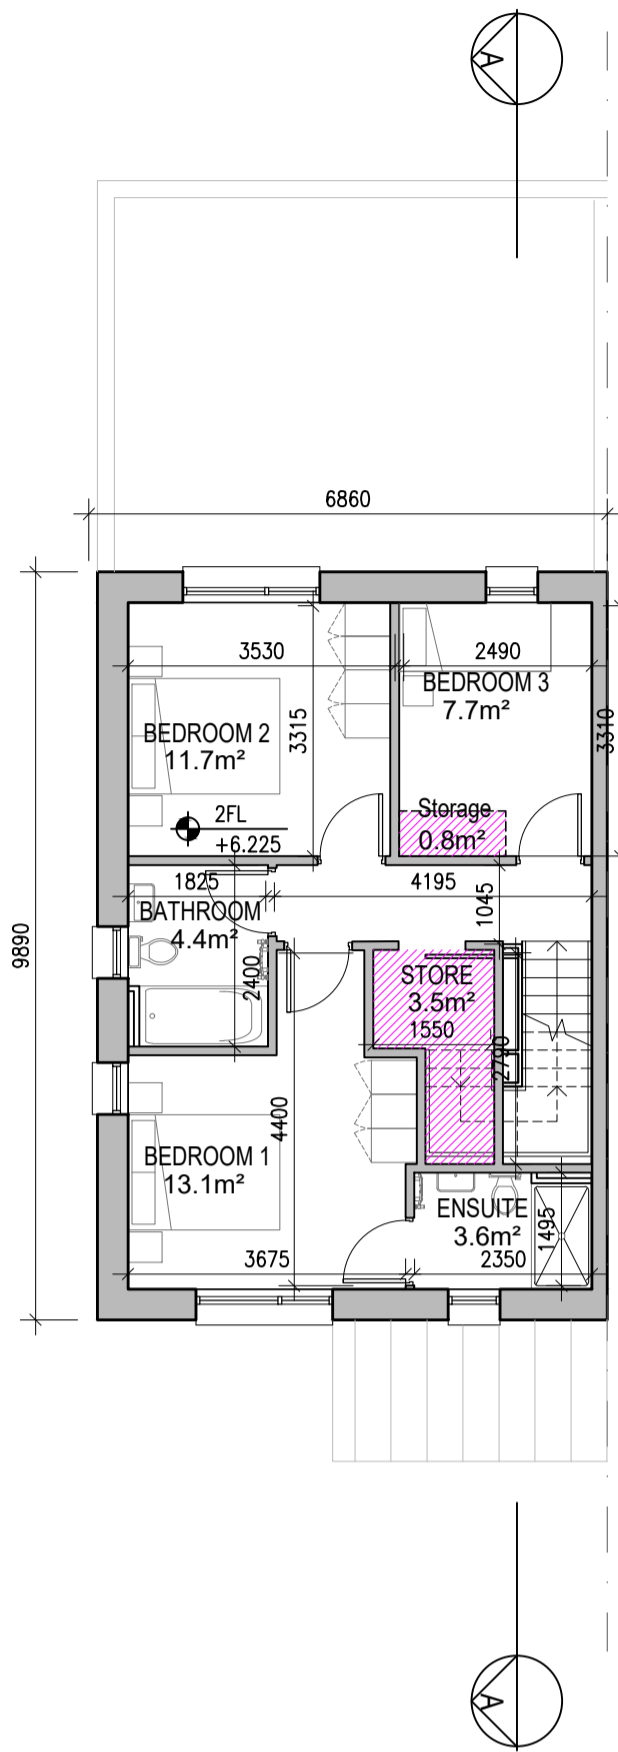 A
6860
9890
3530
2490
BEDROOM 3
7.7m²
BEDROOM 2
11.7m²
3315
3310
Storage
0.8m²
2FL
+6.225
1825
4195
1045
BATHROOM
4.4m²
2400
STORE
3.5m²
1550
2790
4400
BEDROOM 1
13.1m²
ENSUITE
3.6m²
1495
3675
2350
A